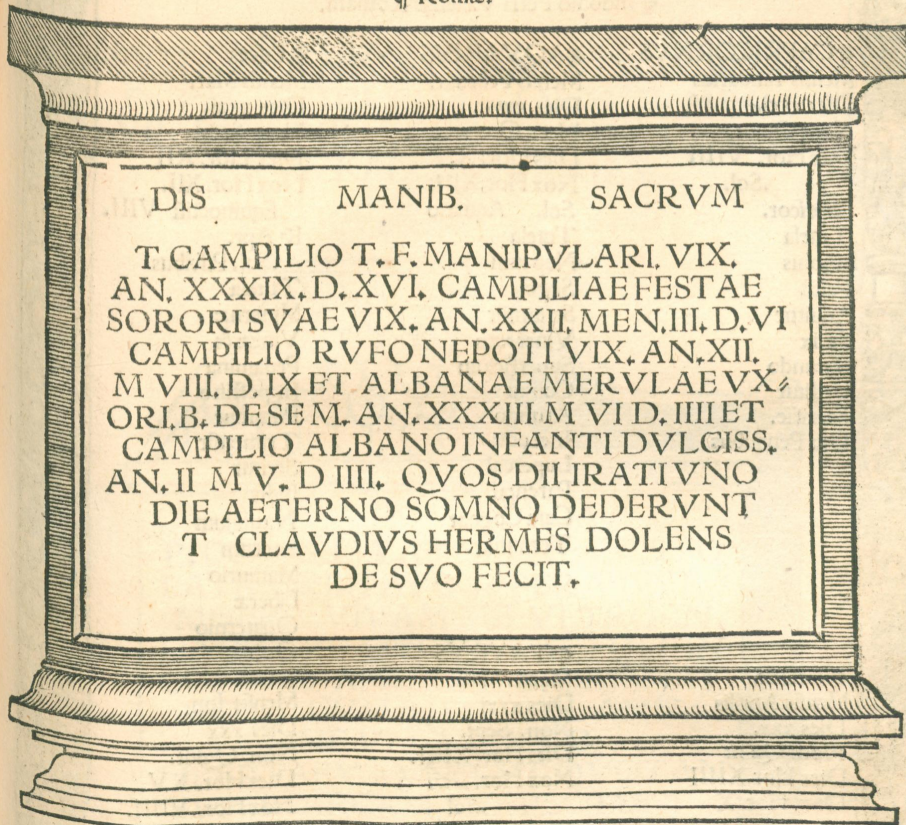 ¶ Romæ.
DIS MANIB. SACRVM
T. CAMPILIO T. F. MANIPVLARI. VIX.
AN. XXXIX. D. XVI. CAMPILIAE FESTAE
SORORI SVAE VIX. AN. XXII. MEN. III. D. VI
CAMPILIO RVFO NEPOTI VIX. AN. XII.
M VIII. D. IX ET ALBANAE MERVLAE VX⸗
ORI. B. DE SE M. AN. XXXIII M VI D. IIII ET
CAMPILIO ALBANO INFANTI DVLCISS.
AN. II M V. D IIII. QVOS DII IRATI VNO
DIE AETERNO SOMNO DEDERVNT
T CLAVDIVS HERMES DOLENS
DE SVO FECIT.